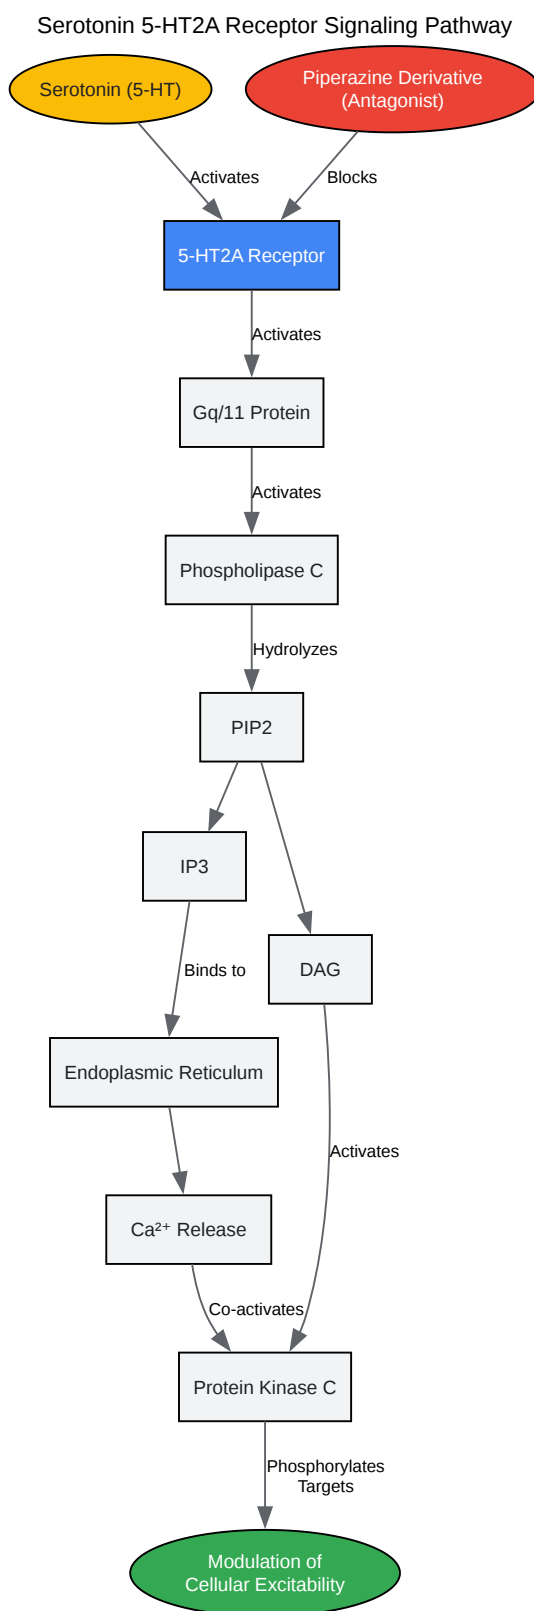 Serotonin 5-HT2A Receptor Signaling Pathway
Serotonin (5-HT)
Piperazine Derivative
(Antagonist)
Activates
Blocks
5-HT2A Receptor
Activates
Gq/11 Protein
Activates
Phospholipase C
Hydrolyzes
PIP2
IP3
DAG
Binds to
Endoplasmic Reticulum
Activates
Ca²⁺ Release
Co-activates
Protein Kinase C
Phosphorylates
Targets
Modulation of
Cellular Excitability